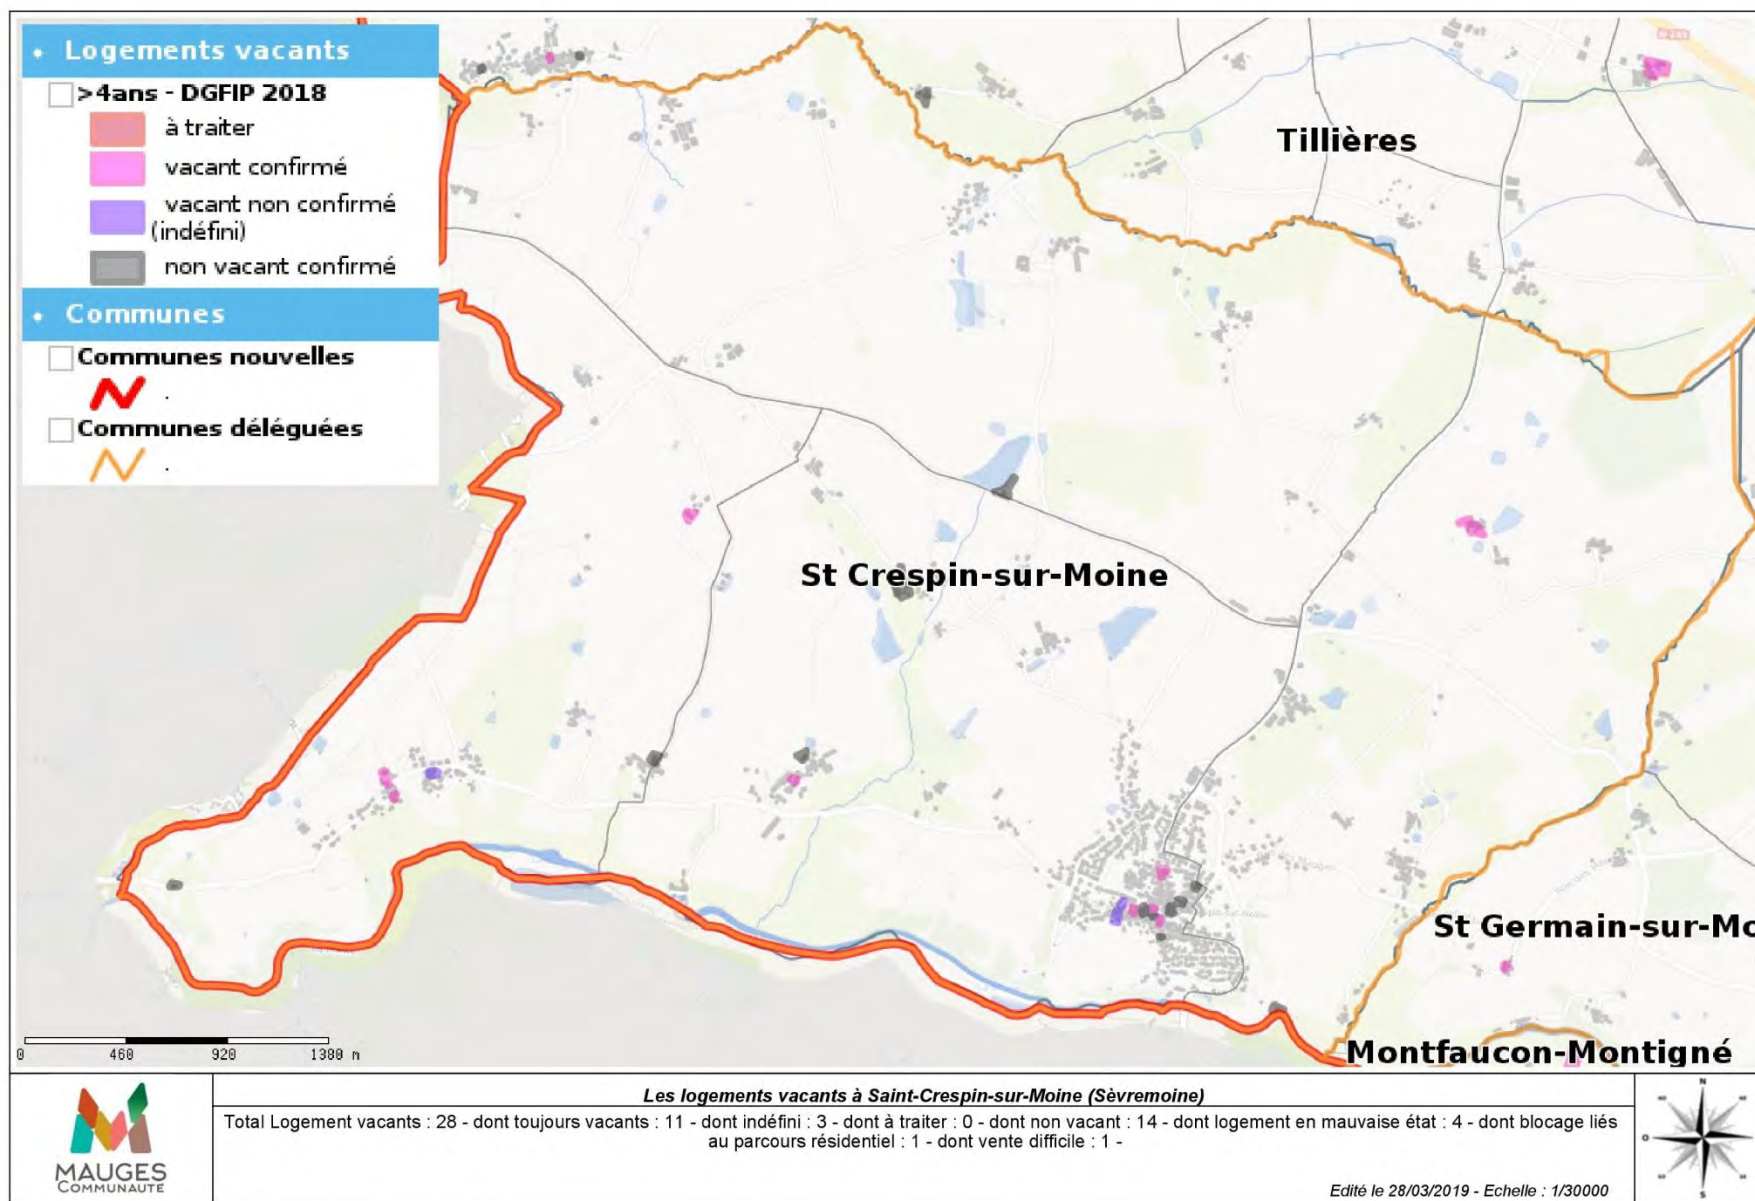 Logements vacants
>4ans - DGFIP 2018
à traiter
vacant confirmé
vacant non confirmé
(indéfini)
non vacant confirmé
Communes
Communes nouvelles
.
Communes déléguées
.
Tillières
St Crespin-sur-Moine
St Germain-sur-Mo
Montfaucon-Montigné
0 460 920 1380 m
MAUGES
COMMUNAUTÉ
Les logements vacants à Saint-Crespin-sur-Moine (Sèvremoine)
Total Logement vacants : 28 - dont toujours vacants : 11 - dont indéfini : 3 - dont à traiter : 0 - dont non vacant : 14 - dont logement en mauvaise état : 4 - dont blocage liés
au parcours résidentiel : 1 - dont vente difficile : 1 -
Edité le 28/03/2019 - Echelle : 1/30000
N
O
E
S